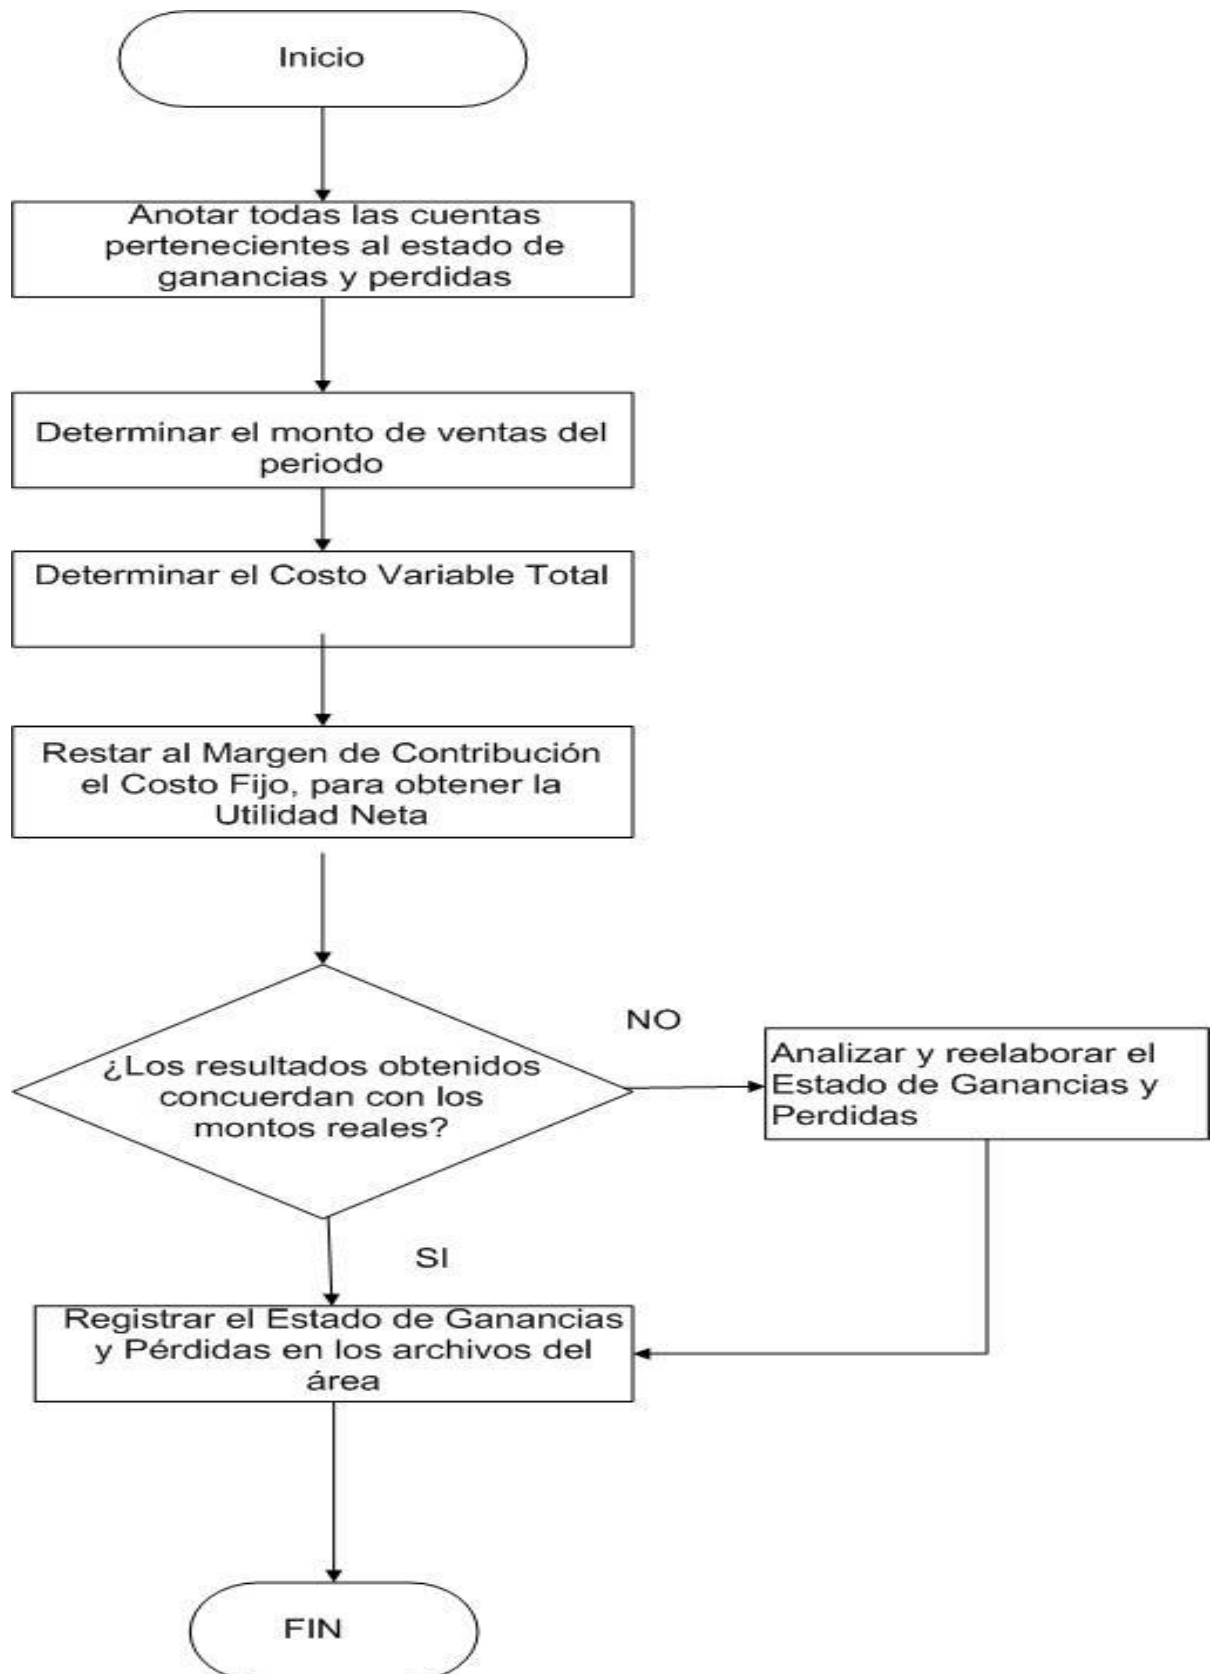 Inicio
Anotar todas las cuentas
pertenecientes al estado de
ganancias y perdidas
Determinar el monto de ventas del
periodo
Determinar el Costo Variable Total
Restar al Margen de Contribución
el Costo Fijo, para obtener la
Utilidad Neta
¿Los resultados obtenidos
concuerdan con los
montos reales?
NO
Analizar y reelaborar el
Estado de Ganancias y
Perdidas
SI
Registrar el Estado de Ganancias
y Pérdidas en los archivos del
área
FIN